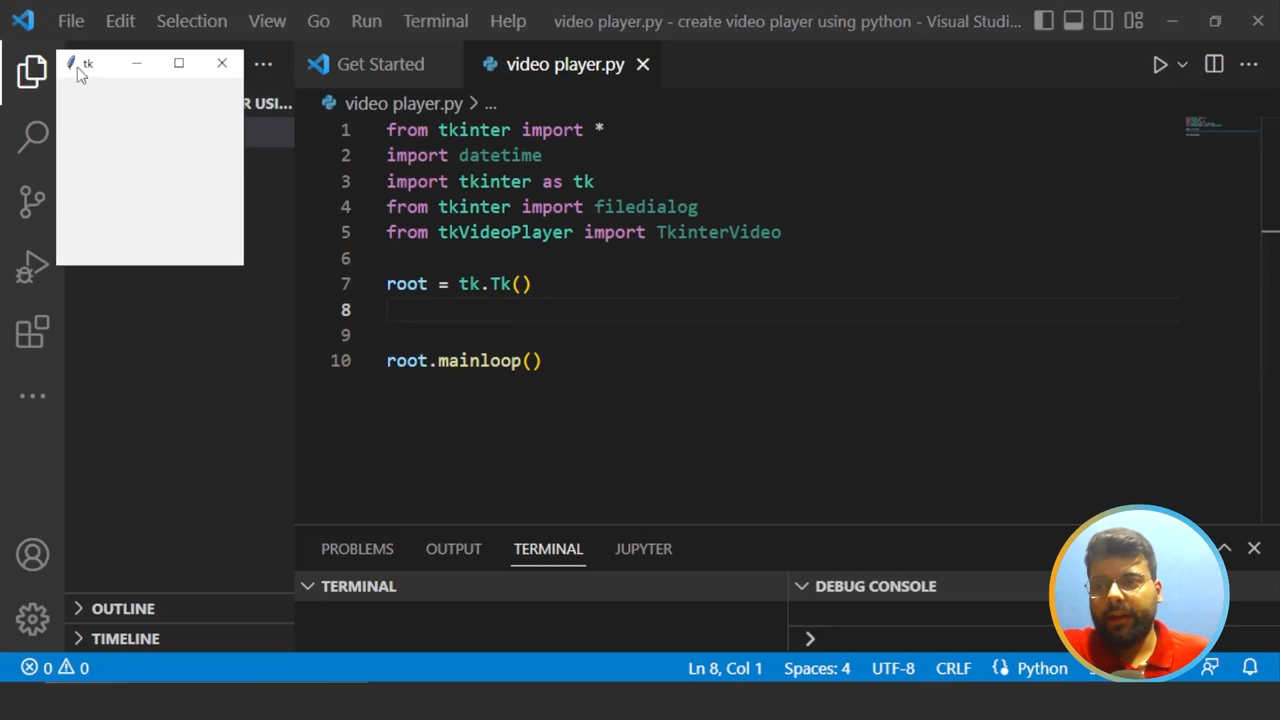 File Edit Selection View Go Run Terminal Help video player.py - create video player using python - Visual Studi...
tk
R USI...
Get Started video player.py
video player.py > ...
1 from tkinter import *
2 import datetime
3 import tkinter as tk
4 from tkinter import filedialog
5 from tkVideoPlayer import TkinterVideo
6
7 root = tk.Tk()
8
9
10 root.mainloop()
PROBLEMS OUTPUT TERMINAL JUPYTER
TERMINAL
DEBUG CONSOLE
OUTLINE
TIMELINE
0 0 Ln 8, Col 1 Spaces: 4 UTF-8 CRLF Python